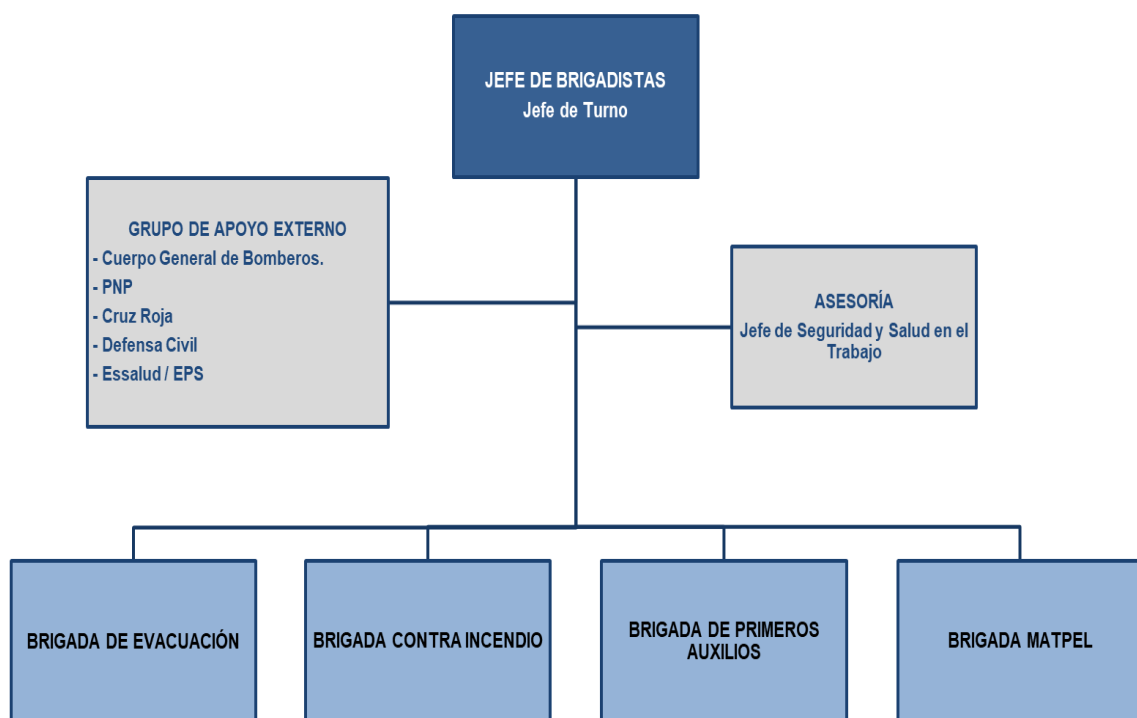 JEFE DE BRIGADISTAS
Jefe de Turno
GRUPO DE APOYO EXTERNO
- Cuerpo General de Bomberos.
- PNP
- Cruz Roja
- Defensa Civil
- Essalud / EPS
ASESORÍA
Jefe de Seguridad y Salud en el
Trabajo
BRIGADA DE EVACUACIÓN
BRIGADA CONTRA INCENDIO
BRIGADA DE PRIMEROS
AUXILIOS
BRIGADA MATPEL